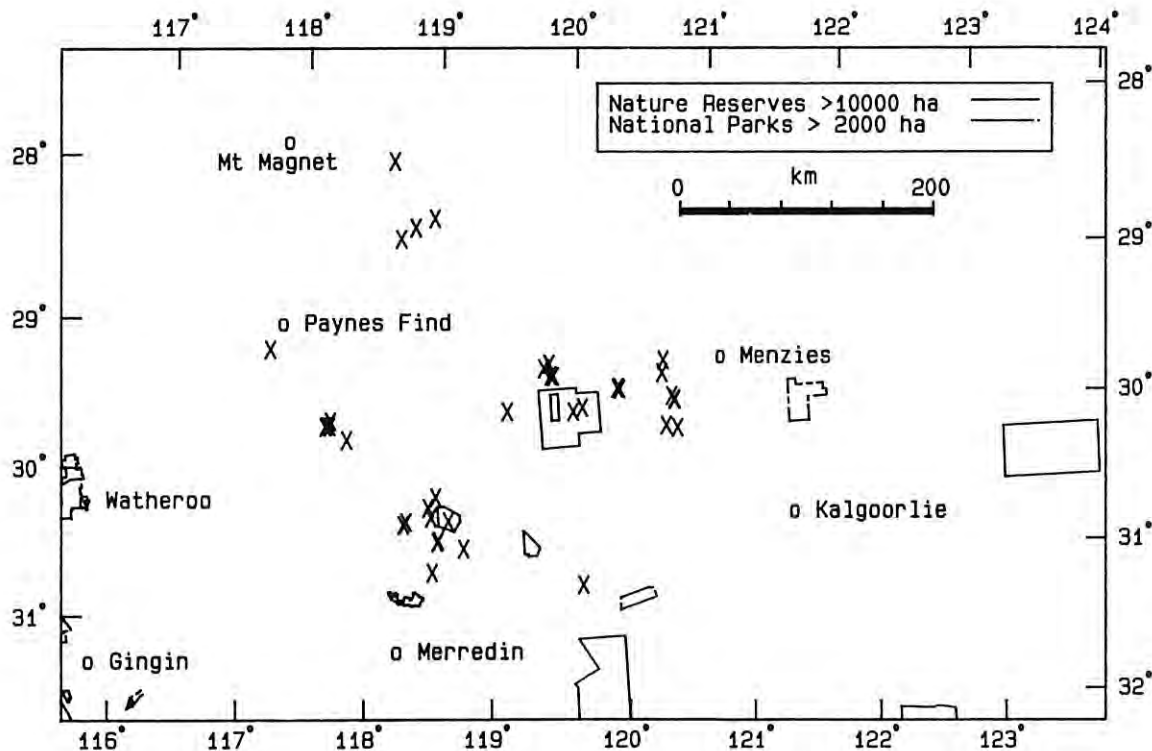 117° 118° 119° 120° 121° 122° 123° 124°
Nature Reserves >10000 ha
National Parks > 2000 ha
km
0 200
28°
28°
Mt Magnet
29°
29°
Paynes Find
Menzies
30°
30°
Watheroo
Kalgoorlie
31°
31°
Merredin
Gingin
32°
116° 117° 118° 119° 120° 121° 122° 123°